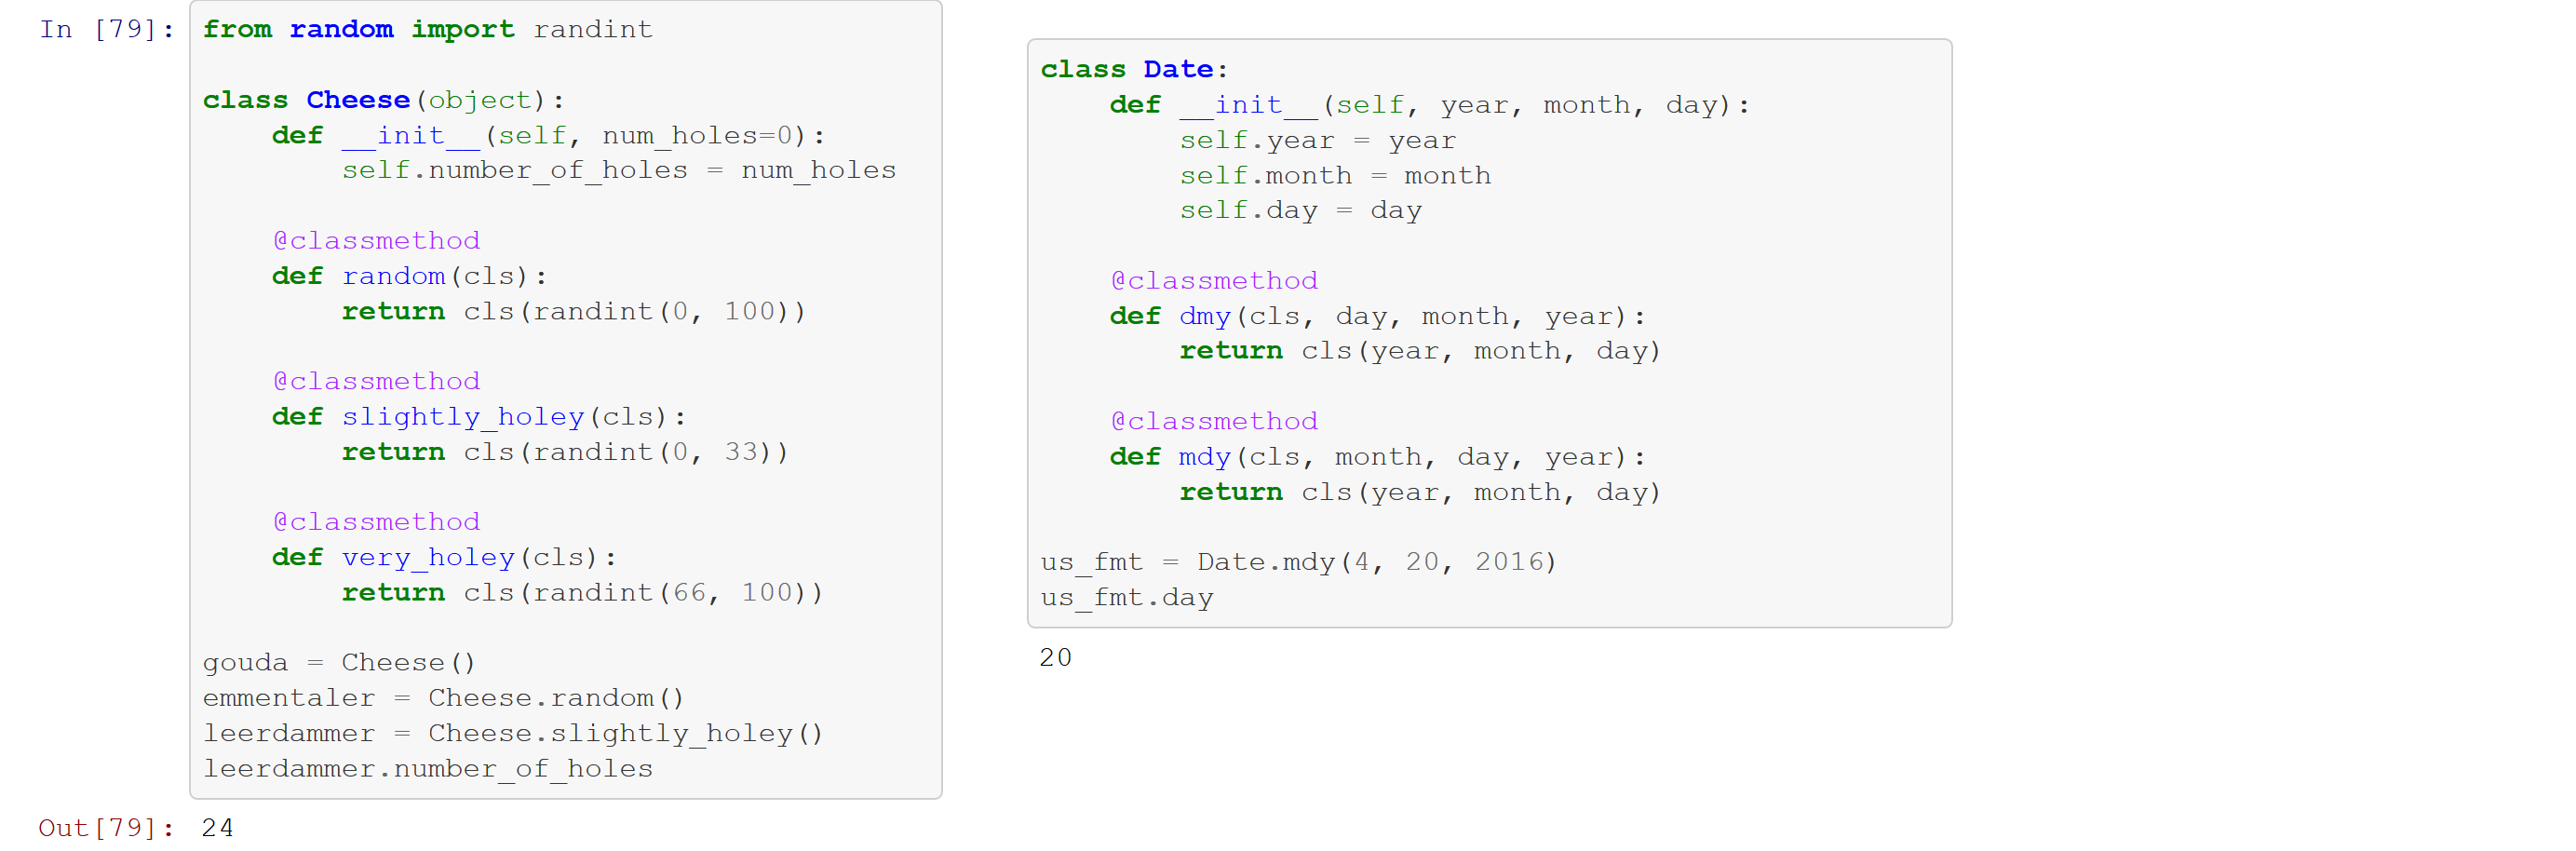 In [79]:
from random import randint
class Cheese(object):
    def __init__(self, num_holes=0):
        self.number_of_holes = num_holes
    @classmethod
    def random(cls):
        return cls(randint(0, 100))
    @classmethod
    def slightly_holey(cls):
        return cls(randint(0, 33))
    @classmethod
    def very_holey(cls):
        return cls(randint(66, 100))
gouda = Cheese()
emmentaler = Cheese.random()
leerdammer = Cheese.slightly_holey()
leerdammer.number_of_holes
Out[79]: 24
class Date:
    def __init__(self, year, month, day):
        self.year = year
        self.month = month
        self.day = day
    @classmethod
    def dmy(cls, day, month, year):
        return cls(year, month, day)
    @classmethod
    def mdy(cls, month, day, year):
        return cls(year, month, day)
us_fmt = Date.mdy(4, 20, 2016)
us_fmt.day
20